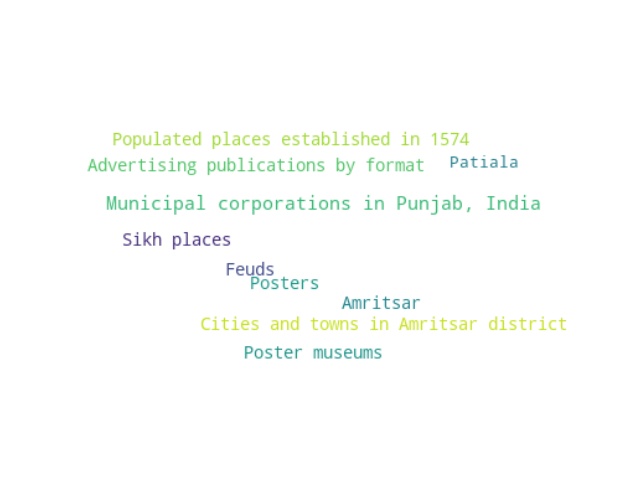 Populated places established in 1574
Advertising publications by format
Patiala
Municipal corporations in Punjab, India
Sikh places
Feuds
Posters
Amritsar
Cities and towns in Amritsar district
Poster museums